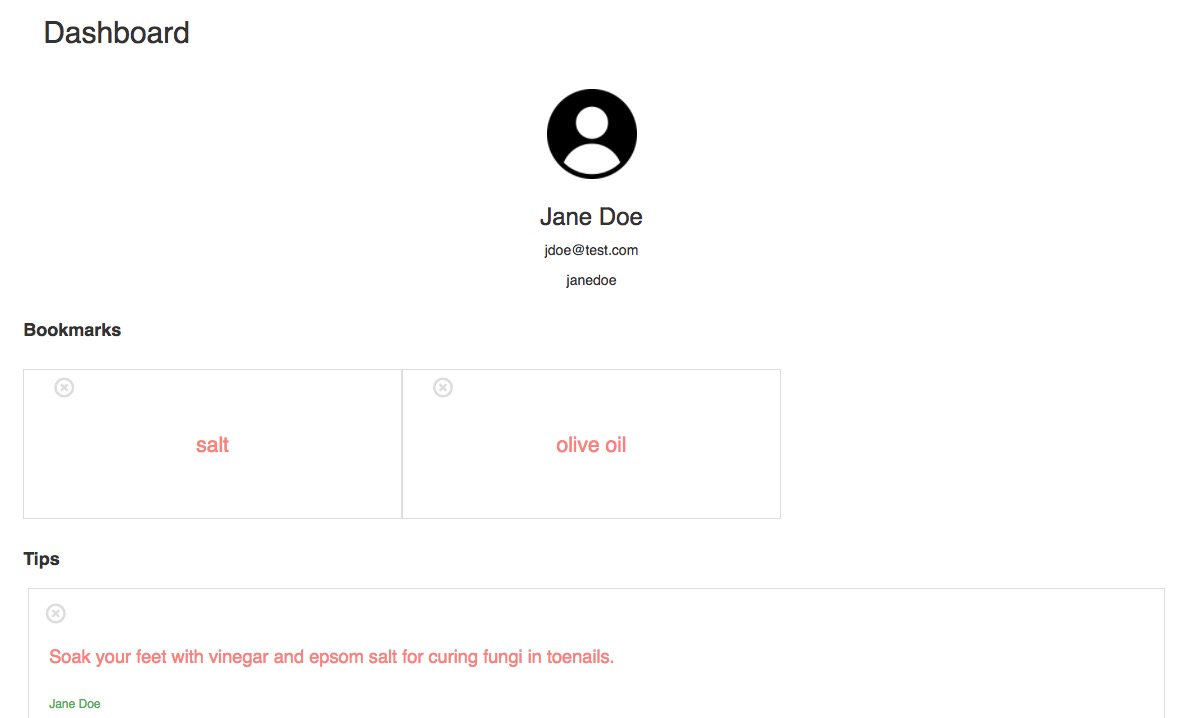 Dashboard
Jane Doe
jdoe@test.com
janedoe
Bookmarks
salt
olive oil
Tips
Soak your feet with vinegar and epsom salt for curing fungi in toenails.
Jane Doe